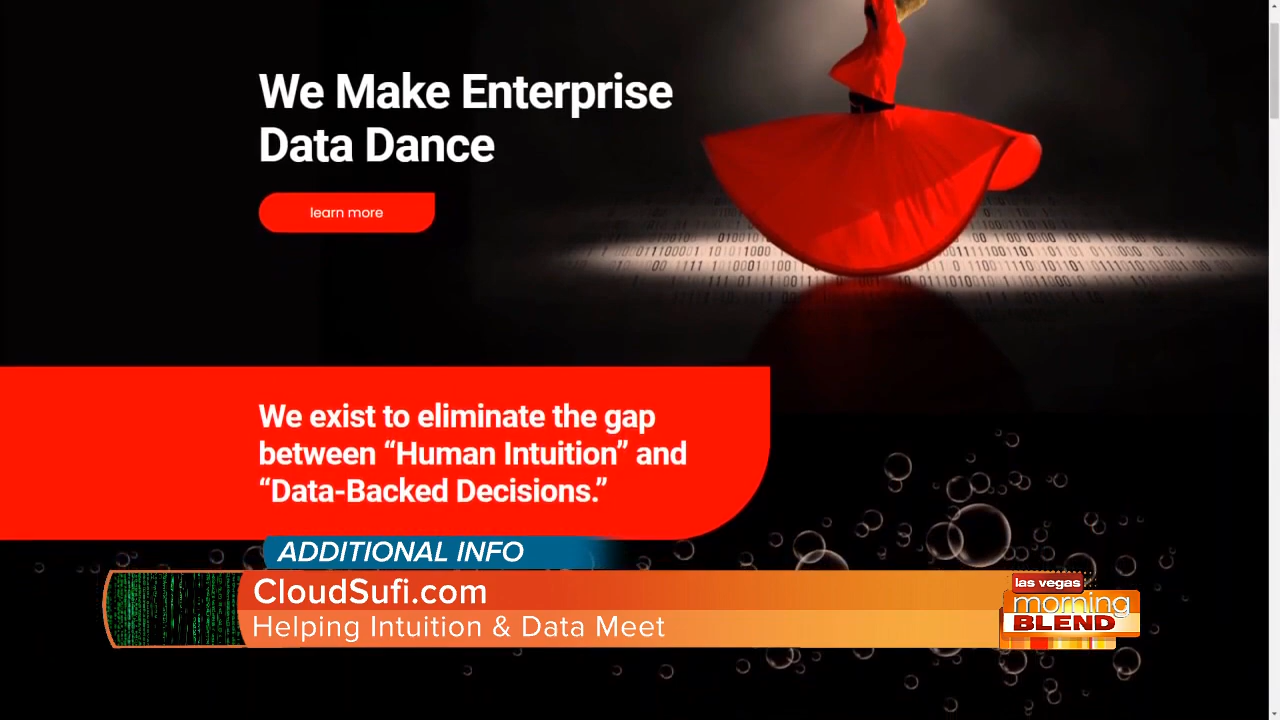 We Make Enterprise
Data Dance
learn more
We exist to eliminate the gap
between “Human Intuition” and
“Data-Backed Decisions.”
ADDITIONAL INFO
CloudSufi.com
Helping Intuition & Data Meet
las vegas
morning
BLEND